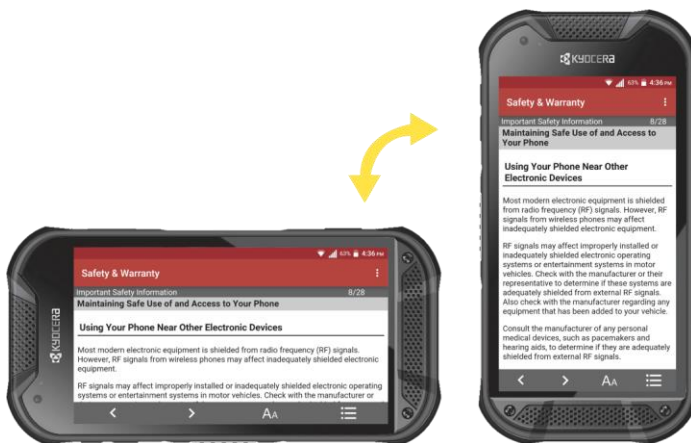 KYOCERA
63% 4:36 PM
Safety & Warranty
Important Safety Information 8/28
Maintaining Safe Use of and Access to
Your Phone
Using Your Phone Near Other
Electronic Devices
Most modern electronic equipment is shielded
from radio frequency (RF) signals. However, RF
signals from wireless phones may affect
inadequately shielded electronic equipment.
RF signals may affect improperly installed or
inadequately shielded electronic operating
systems or entertainment systems in motor
vehicles. Check with the manufacturer or their
representative to determine if these systems are
adequately shielded from external RF signals.
Also check with the manufacturer regarding any
equipment that has been added to your vehicle.
Consult the manufacturer of any personal
medical devices, such as pacemakers and
hearing aids, to determine if they are adequately
shielded from external RF signals.
AA
KYOCERA
63% 4:36 PM
Safety & Warranty
Important Safety Information 8/28
Maintaining Safe Use of and Access to Your Phone
Using Your Phone Near Other Electronic Devices
Most modern electronic equipment is shielded from radio frequency (RF) signals.
However, RF signals from wireless phones may affect inadequately shielded electronic
equipment.
RF signals may affect improperly installed or inadequately shielded electronic operating
systems or entertainment systems in motor vehicles. Check with the manufacturer or
AA